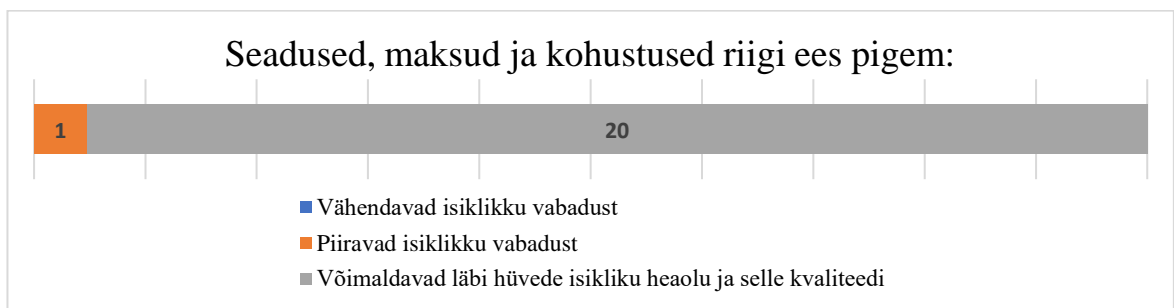 Seadused, maksud ja kohustused riigi ees pigem:
1 20
Vähendavad isiklikku vabadust
Piiravad isiklikku vabadust
Võimaldavad läbi hüvede isikliku heaolu ja selle kvaliteedi